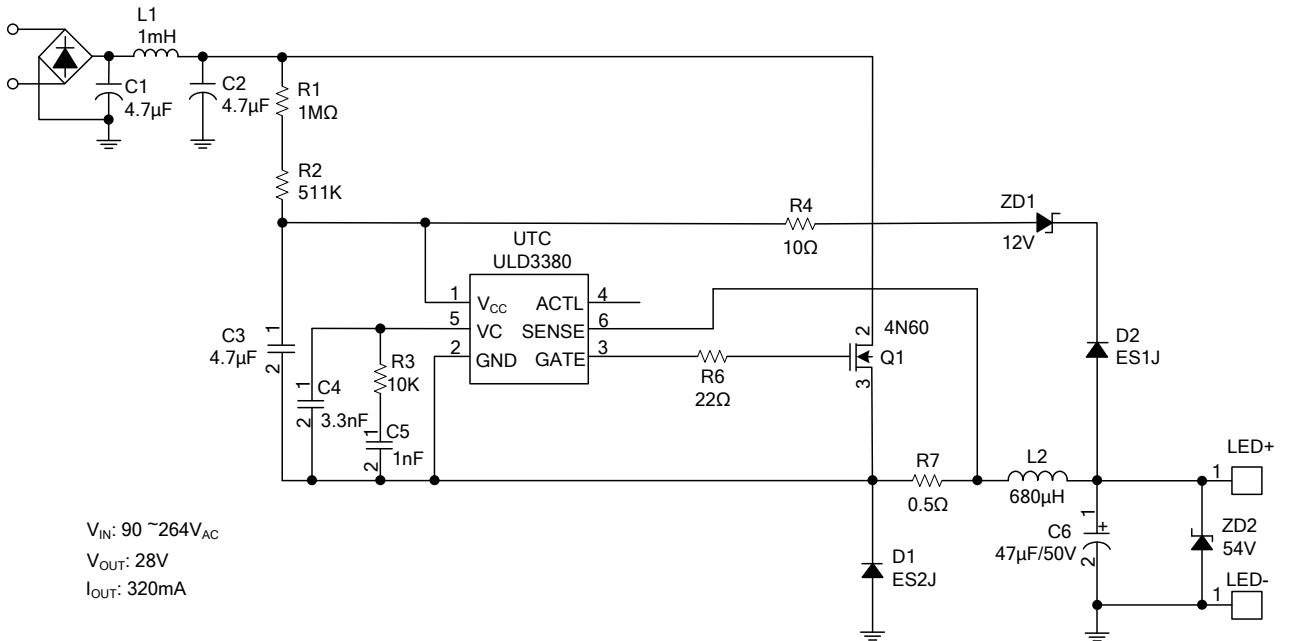 L1
1mH
C1
4.7µF
C2
4.7µF
R1
1MΩ
R2
511K
R4
10Ω
ZD1
12V
UTC
ULD3380
1
VCC
ACTL
4
5
VC
SENSE
6
2
GND
GATE
3
C3
4.7µF
1
2
C4
3.3nF
1
2
R3
10K
C5
1nF
1
2
R6
22Ω
4N60
Q1
2
3
D2
ES1J
R7
0.5Ω
L2
680µH
LED+
1
C6
47µF/50V
1
+
2
ZD2
54V
LED-
1
D1
ES2J
VIN: 90 ~264VAC
VOUT: 28V
IOUT: 320mA